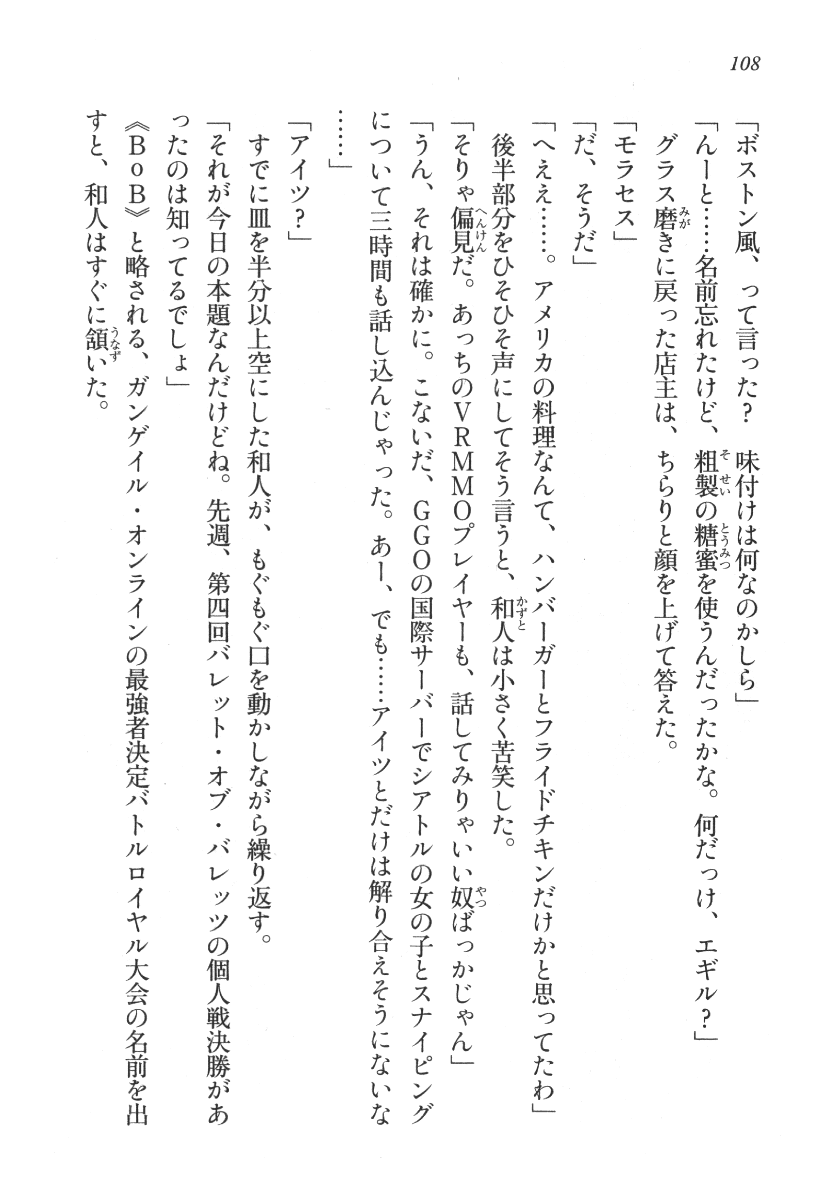 108
「ボストン風、って言った？　味付けは何なのかしら」
「んーと……名前忘れたけど、粗製の糖蜜を使うんだったかな。何だっけ、エギル？」
　グラス磨きに戻った店主は、ちらりと顔を上げて答えた。
「モラセス」
「だ、そうだ」
「へええ……。アメリカの料理なんて、ハンバーガーとフライドチキンだけかと思ってたわ」
　後半部分をひそひそ声にしてそう言うと、和人は小さく苦笑した。
「そりゃ偏見だ。あっちのＶＲＭＭＯプレイヤーも、話してみりゃいい奴ばっかじゃん」
「うん、それは確かに。こないだ、ＧＧＯの国際サーバーでシアトルの女の子とスナイピング
について三時間も話し込んじゃった。あー、でも……アイツとだけは解り合えそうにないな
……」
「アイツ？」
　すでに皿を半分以上空にした和人が、もぐもぐ口を動かしながら繰り返す。
「それが今日の本題なんだけどね。先週、第四回バレット・オブ・バレッツの個人戦決勝があ
ったのは知ってるでしょ」
《ＢｏＢ》と略される、ガンゲイル・オンラインの最強者決定バトルロイヤル大会の名前を出
すと、和人はすぐに頷いた。